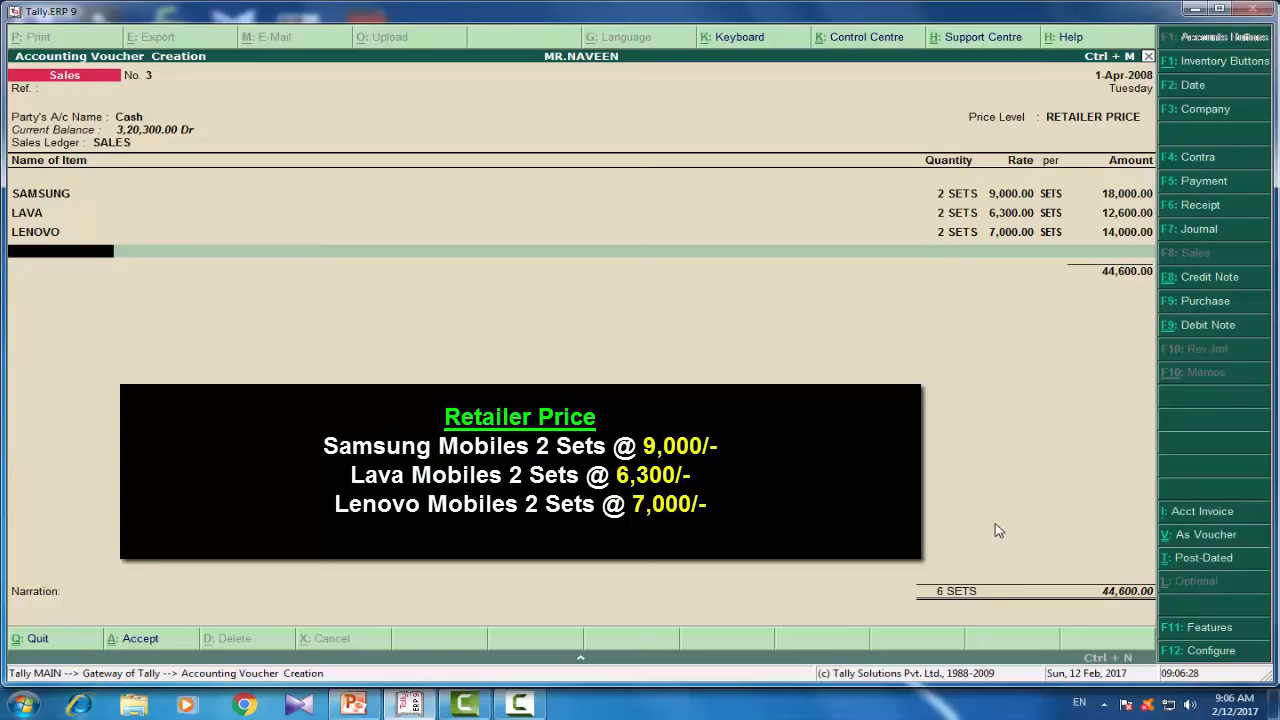 Tally.ERP 9
P: Print E: Export M: E-Mail O: Upload G: Language K: Keyboard K: Control Centre H: Support Centre H: Help
Accounting Voucher Creation MR.NAVEEN Ctrl + M
Sales No. 3 1-Apr-2008
Ref. : Tuesday
Party's A/c Name : Cash Price Level : RETAILER PRICE
Current Balance : 3,20,300.00 Dr
Sales Ledger : SALES
Name of Item Quantity Rate per Amount
SAMSUNG 2 SETS 9,000.00 SETS 18,000.00
LAVA 2 SETS 6,300.00 SETS 12,600.00
LENOVO 2 SETS 7,000.00 SETS 14,000.00
44,600.00
Retailer Price
Samsung Mobiles 2 Sets @ 9,000/-
Lava Mobiles 2 Sets @ 6,300/-
Lenovo Mobiles 2 Sets @ 7,000/-
Narration: 6 SETS 44,600.00
F1: Accounts Buttons
F1: Inventory Buttons
F2: Date
F3: Company
F4: Contra
F5: Payment
F6: Receipt
F7: Journal
F8: Sales
F8: Credit Note
F9: Purchase
F9: Debit Note
F10: Rev Jrnl
F10: Memos
I: Acct Invoice
V: As Voucher
T: Post-Dated
L: Optional
F11: Features
F12: Configure
Q: Quit A: Accept D: Delete X: Cancel
Ctrl + N
Tally MAIN --> Gateway of Tally --> Accounting Voucher Creation (c) Tally Solutions Pvt. Ltd., 1988-2009 Sun, 12 Feb, 2017 09:06:28
EN 9:06 AM
2/12/2017